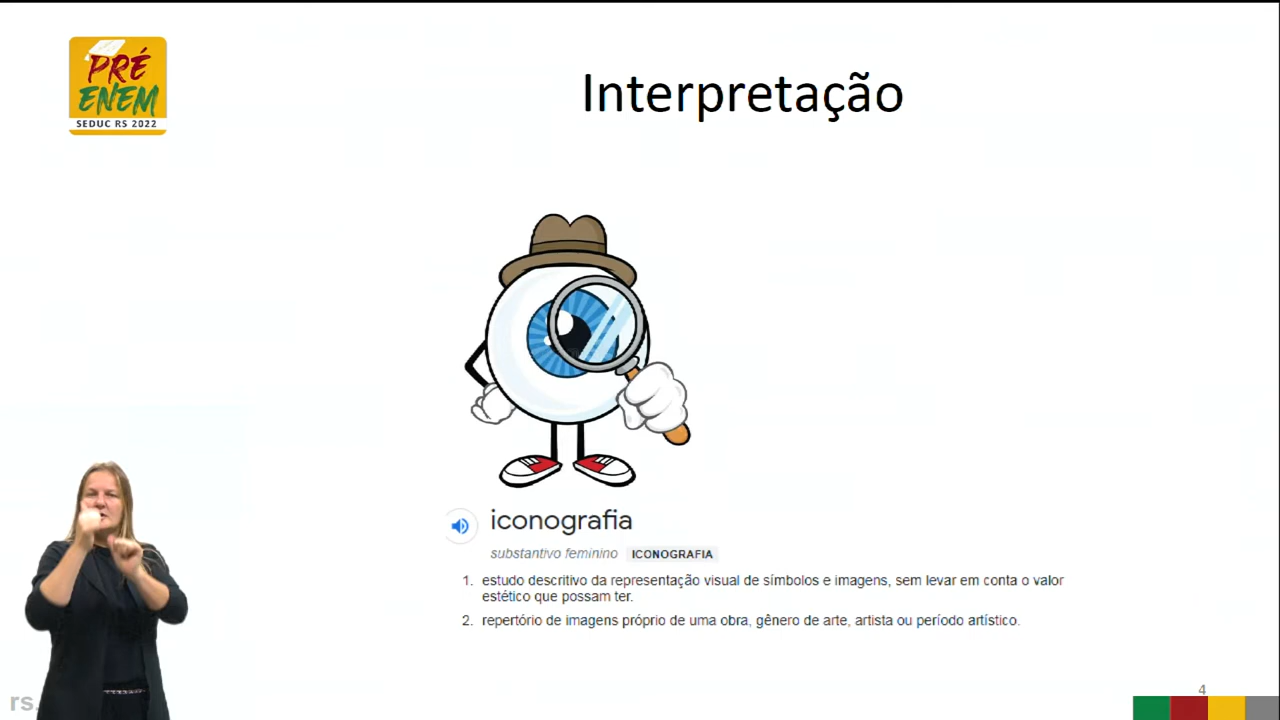 PRÉ
ENEM
SEDUC RS 2022
Interpretação
iconografia
substantivo feminino ICONOGRAFIA
1. estudo descritivo da representação visual de símbolos e imagens, sem levar em conta o valor
estético que possam ter.
2. repertório de imagens próprio de uma obra, gênero de arte, artista ou período artístico.
rs.
4